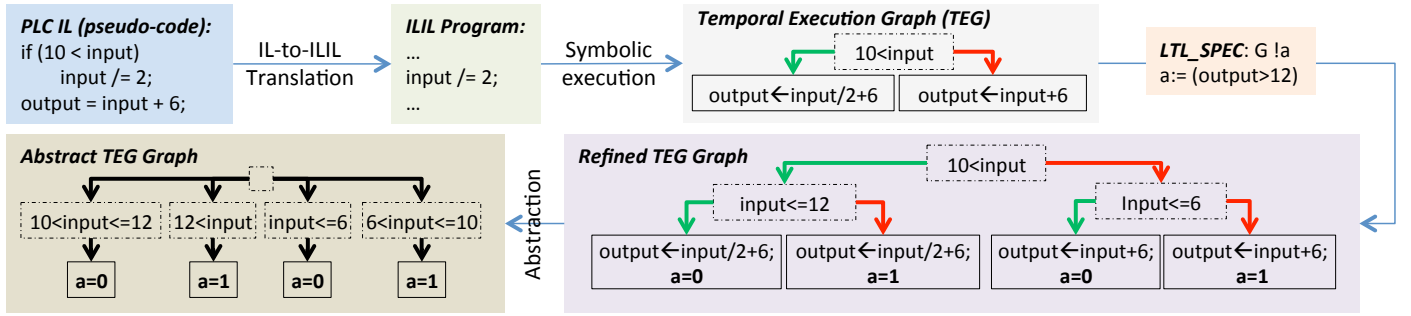 PLC IL (pseudo-code):
if (10 < input)
input /= 2;
output = input + 6;
IL-to-ILIL
Translation
ILIL Program:
...
input /= 2;
...
Symbolic
execution
Temporal Execution Graph (TEG)
10<input
output←input/2+6
output←input+6
LTL_SPEC: G !a
a:= (output>12)
Abstract TEG Graph
10<input<=12
12<input
input<=6
6<input<=10
a=0
a=1
a=0
a=1
Abstraction
Refined TEG Graph
10<input
input<=12
Input<=6
output←input/2+6;
a=0
output←input/2+6;
a=1
output←input+6;
a=0
output←input+6;
a=1